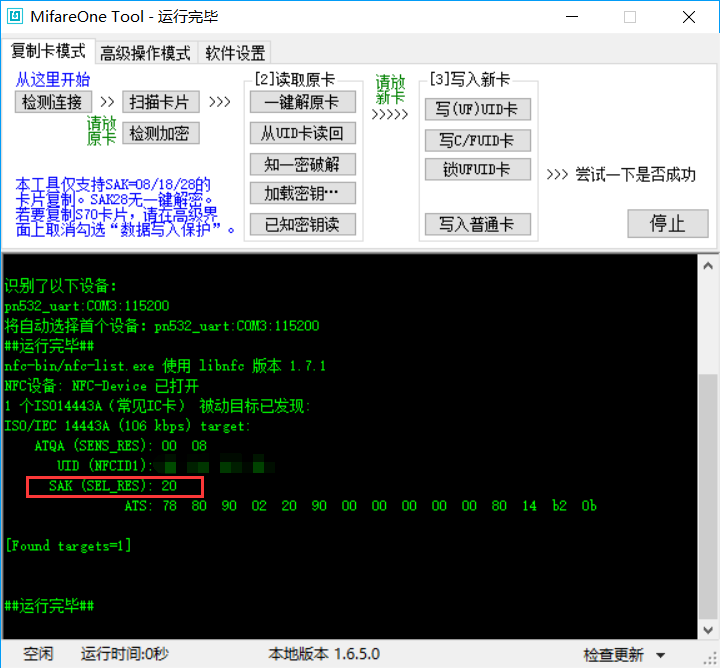 MifareOne Tool - 运行完毕
复制卡模式 高级操作模式 软件设置
从这里开始
检测连接 >> 扫描卡片 >>>
请放
原卡
检测加密
本工具仅支持SAK=08/18/28的
卡片复制。SAK28无一键解密。
若要复制S70卡片，请在高级界
面上取消勾选“数据写入保护”。
[2]读取原卡
一键解原卡
从UID卡读回
知一密破解
加载密钥…
已知密钥读
请放
新卡
>>>>>
[3]写入新卡
写(UF)UID卡
写C/FUID卡
锁UFUID卡
写入普通卡
>>> 尝试一下是否成功
停止
识别了以下设备:
pn532_uart:COM3:115200
将自动选择首个设备: pn532_uart:COM3:115200
##运行完毕##
nfc-bin/nfc-list.exe 使用 libnfc 版本 1.7.1
NFC设备: NFC-Device 已打开
1 个ISO14443A（常见IC卡） 被动目标已发现:
ISO/IEC 14443A (106 kbps) target:
ATQA (SENS_RES): 00 08
UID (NFCID1):
SAK (SEL_RES): 20
ATS: 78 80 90 02 20 90 00 00 00 00 00 80 14 b2 0b
[Found targets=1]
##运行完毕##
空闲 运行时间:0秒 本地版本 1.6.5.0 检查更新